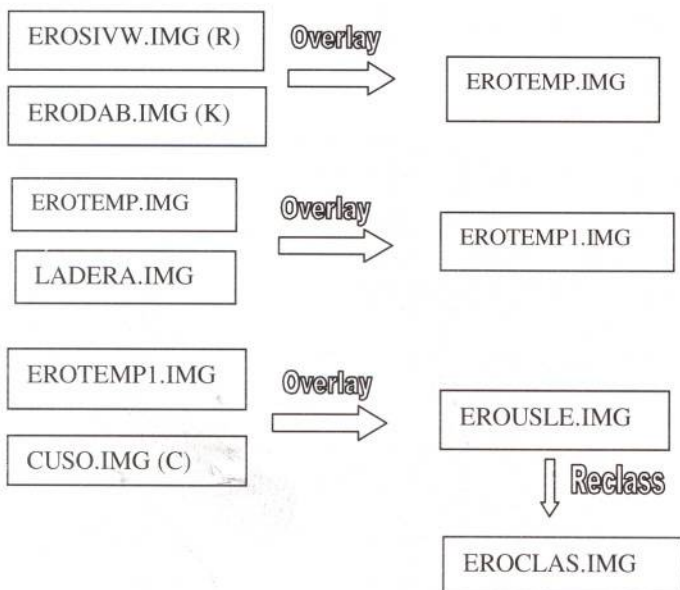 EROSIVW.IMG (R)
Overlay
EROTEMP.IMG
ERODAB.IMG (K)
EROTEMP.IMG
Overlay
EROTEMP1.IMG
LADERA.IMG
EROTEMP1.IMG
Overlay
EROUSLE.IMG
CUSO.IMG (C)
Reclass
EROCLAS.IMG